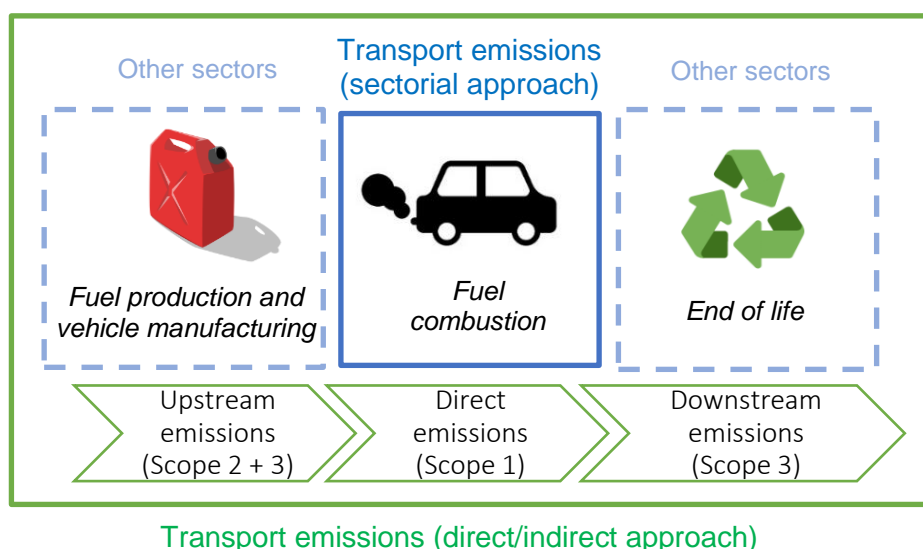 Other sectors
Transport emissions
(sectorial approach)
Other sectors
Fuel production and
vehicle manufacturing
Fuel
combustion
End of life
Upstream
emissions
(Scope 2 + 3)
Direct
emissions
(Scope 1)
Downstream
emissions
(Scope 3)
Transport emissions (direct/indirect approach)